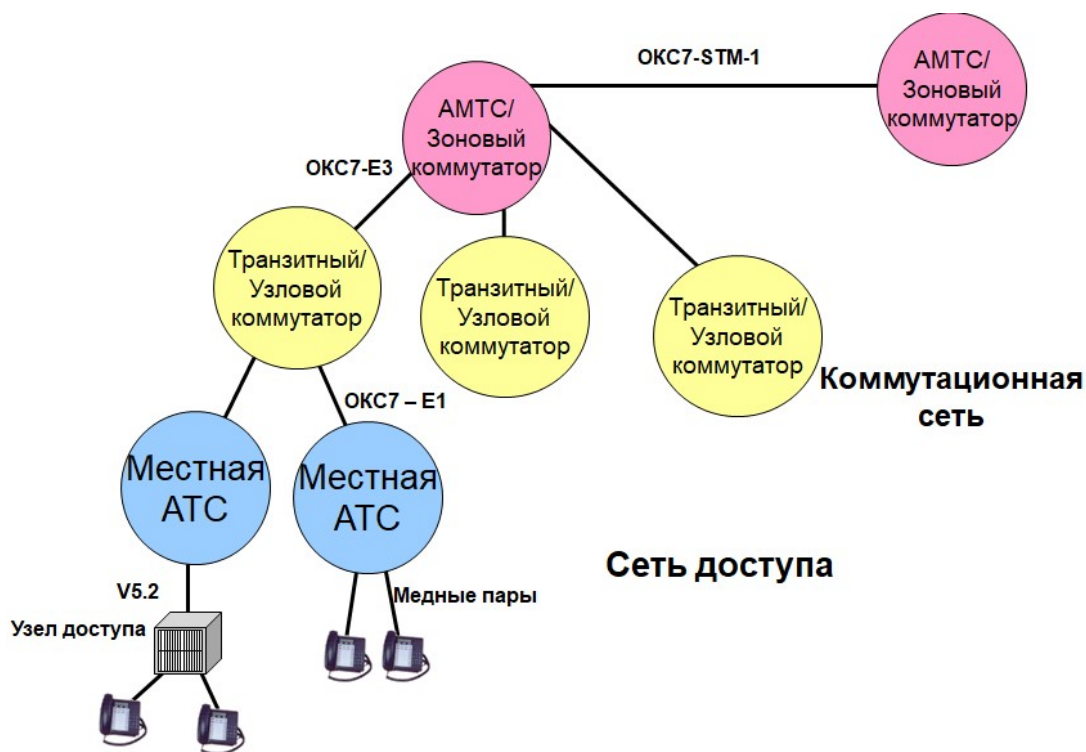 ОКС7-STM-1
АМТС/
Зоновый
коммутатор
АМТС/
Зоновый
коммутатор
ОКС7-Е3
Транзитный/
Узловой
коммутатор
Транзитный/
Узловой
коммутатор
Транзитный/
Узловой
коммутатор
Коммутационная
сеть
ОКС7 – Е1
Местная
АТС
Местная
АТС
Сеть доступа
V5.2
Медные пары
Узел доступа